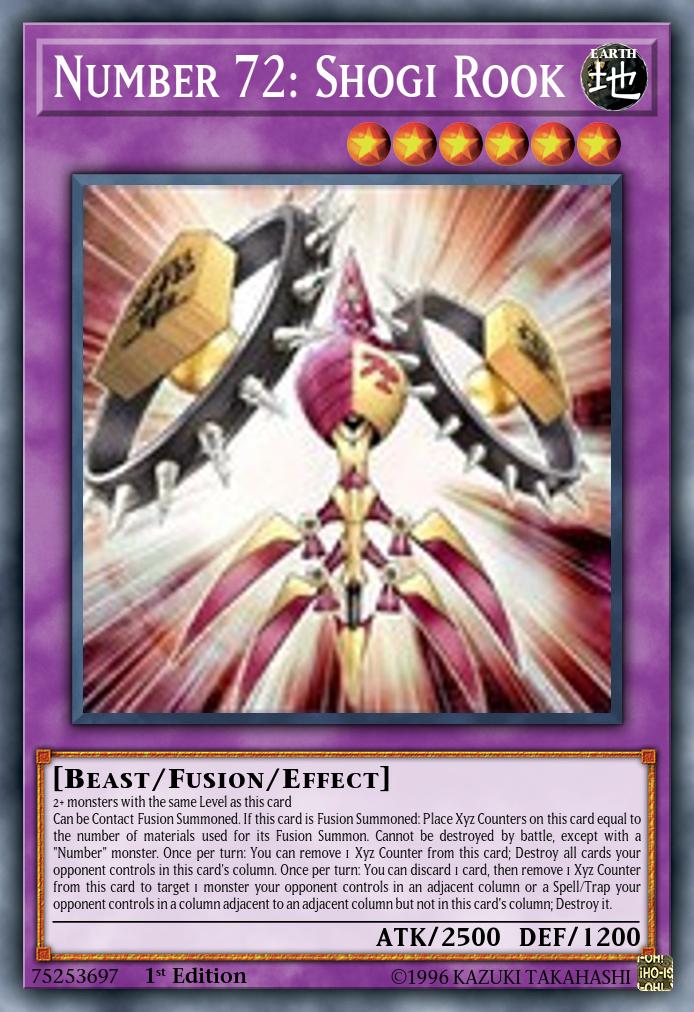 NUMBER 72: SHOGI ROOK
EARTH
地
72
[BEAST/FUSION/EFFECT]
2+ monsters with the same Level as this card
Can be Contact Fusion Summoned. If this card is Fusion Summoned: Place Xyz Counters on this card equal to
the number of materials used for its Fusion Summon. Cannot be destroyed by battle, except with a
"Number" monster. Once per turn: You can remove 1 Xyz Counter from this card; Destroy all cards your
opponent controls in this card's column. Once per turn: You can discard 1 card, then remove 1 Xyz Counter
from this card to target 1 monster your opponent controls in an adjacent column or a Spell/Trap your
opponent controls in a column adjacent to an adjacent column but not in this card's column; Destroy it.
ATK/2500 DEF/1200
75253697 1st Edition ©1996 KAZUKI TAKAHASHI